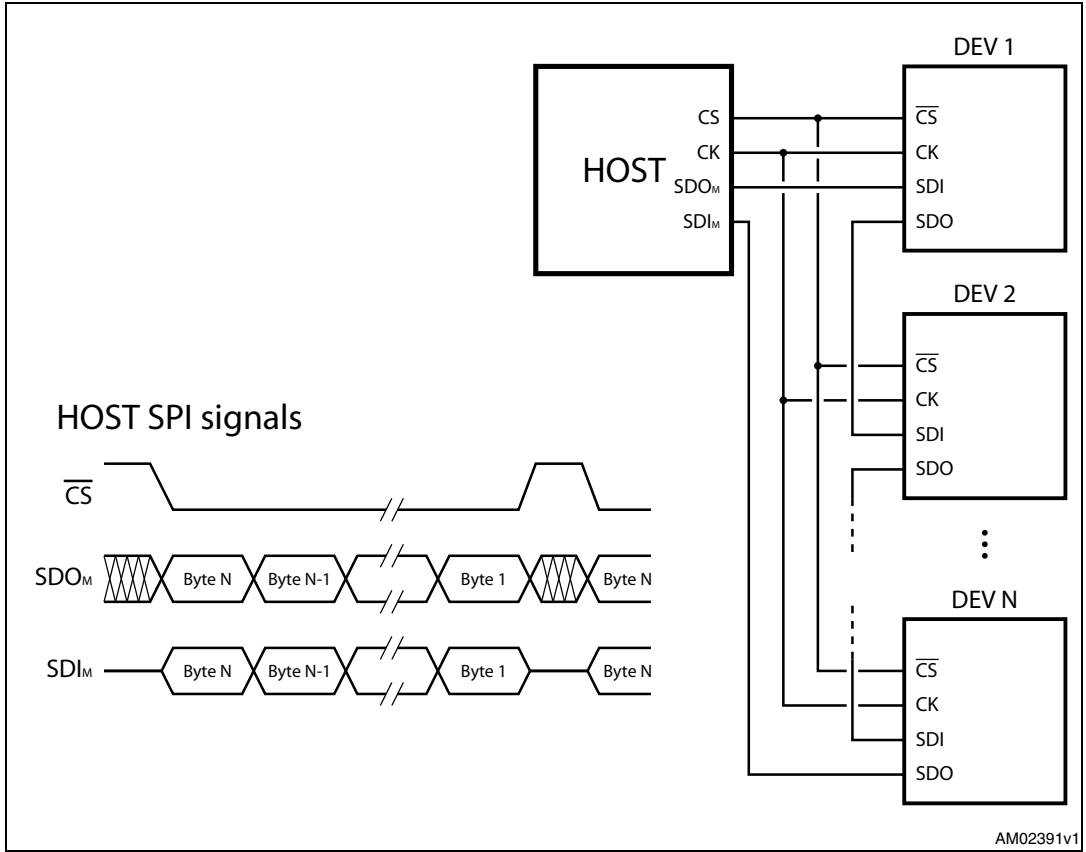 DEV 1
HOST
CS
CK
SDOM
SDIM
CS
CK
SDI
SDO
DEV 2
CS
CK
SDI
SDO
DEV N
CS
CK
SDI
SDO
HOST SPI signals
CS
SDOM
Byte N
Byte N-1
Byte 1
Byte N
SDIM
Byte N
Byte N-1
Byte 1
Byte N
AM02391v1